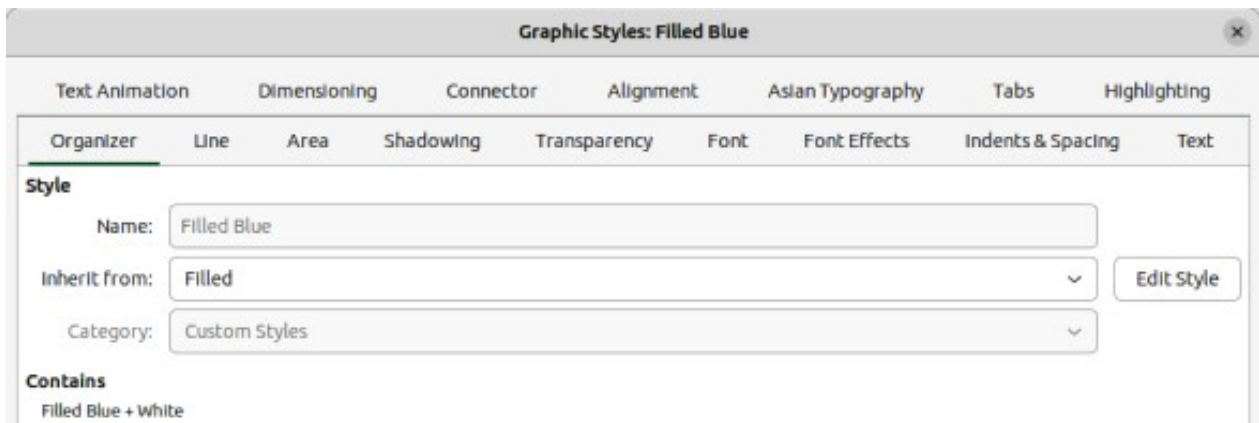 Graphic Styles: Filled Blue
Text Animation Dimensioning Connector Alignment Asian Typography Tabs Highlighting
Organizer Line Area Shadowing Transparency Font Font Effects Indents & Spacing Text
Style
Name: Filled Blue
Inherit from: Filled Edit Style
Category: Custom Styles
Contains
Filled Blue + White